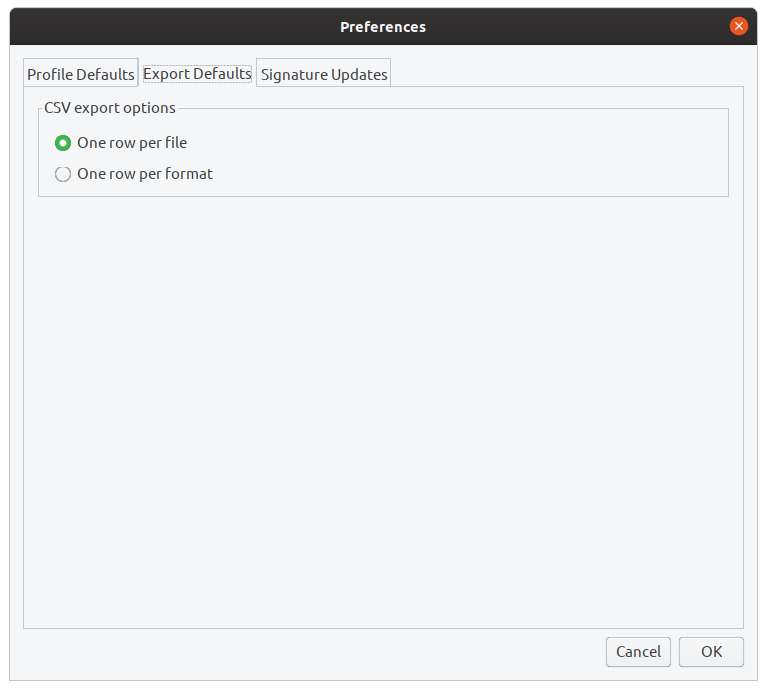 Preferences
Profile Defaults Export Defaults Signature Updates
CSV export options
One row per file
One row per format
Cancel OK